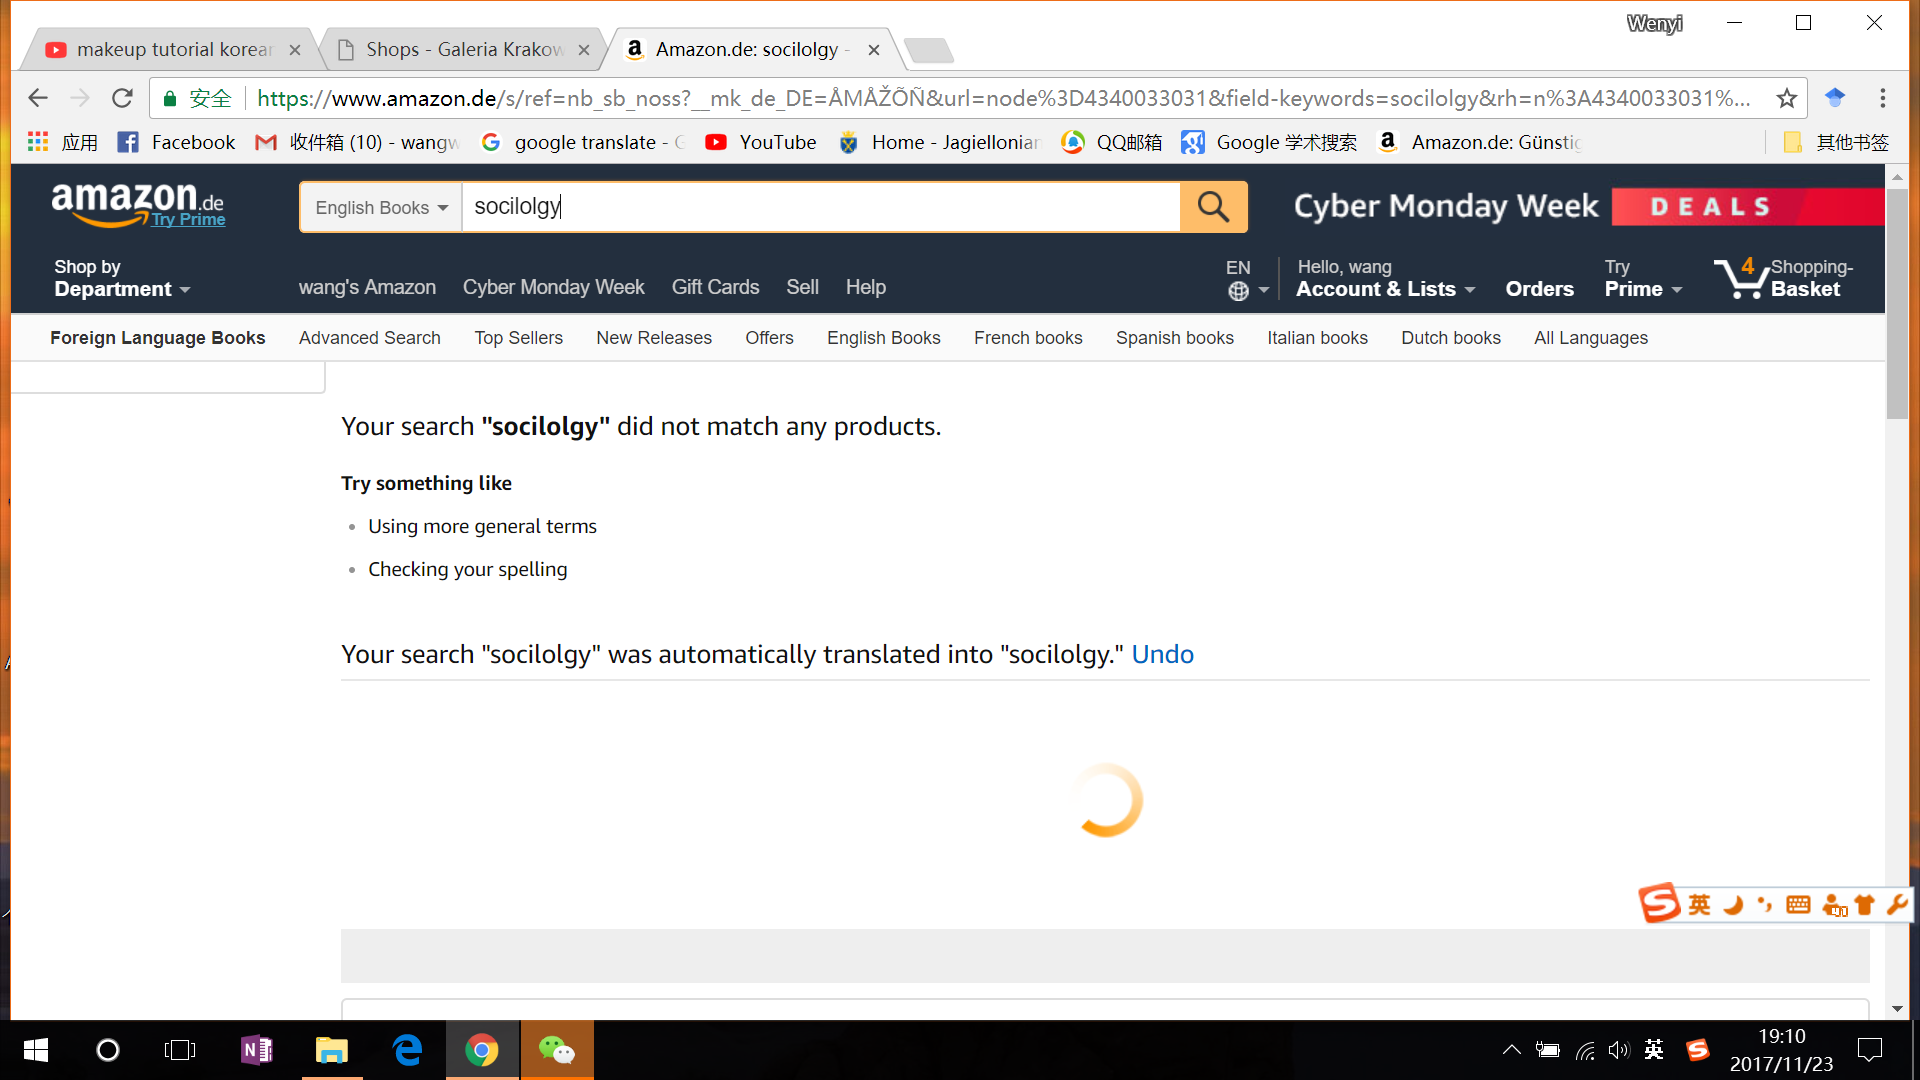 Wenyi
makeup tutorial korean
Shops - Galeria Krakow
Amazon.de: socilolgy -
安全
https://www.amazon.de/s/ref=nb_sb_noss?__mk_de_DE=ÅMÅŽÕÑ&url=node%3D4340033031&field-keywords=socilolgy&rh=n%3A4340033031%...
应用
Facebook
收件箱 (10) - wangw
google translate - G
YouTube
Home - Jagiellonian
QQ邮箱
Google 学术搜索
Amazon.de: Günstig
其他书签
amazon.de
Try Prime
English Books
socilolgy
Cyber Monday Week
DEALS
Shop by
Department
wang's Amazon
Cyber Monday Week
Gift Cards
Sell
Help
EN
Hello, wang
Account & Lists
Orders
Try
Prime
4
Shopping-
Basket
Foreign Language Books
Advanced Search
Top Sellers
New Releases
Offers
English Books
French books
Spanish books
Italian books
Dutch books
All Languages
Your search "socilolgy" did not match any products.
Try something like
Using more general terms
Checking your spelling
Your search "socilolgy" was automatically translated into "socilolgy." Undo
英
英
19:10
2017/11/23